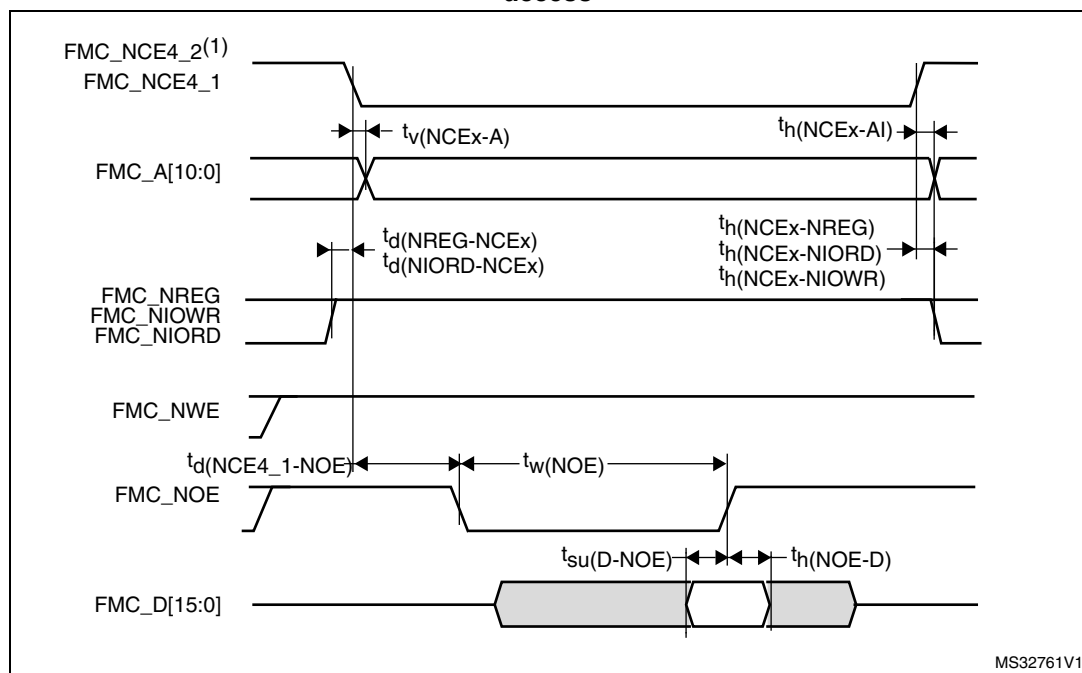 FMC_NCE4_2(1)
FMC_NCE4_1
tv(NCEx-A)
th(NCEx-AI)
FMC_A[10:0]
td(NREG-NCEx)
td(NIORD-NCEx)
th(NCEx-NREG)
th(NCEx-NIORD)
th(NCEx-NIOWR)
FMC_NREG
FMC_NIOWR
FMC_NIORD
FMC_NWE
td(NCE4_1-NOE)
tw(NOE)
FMC_NOE
tsu(D-NOE)
th(NOE-D)
FMC_D[15:0]
MS32761V1